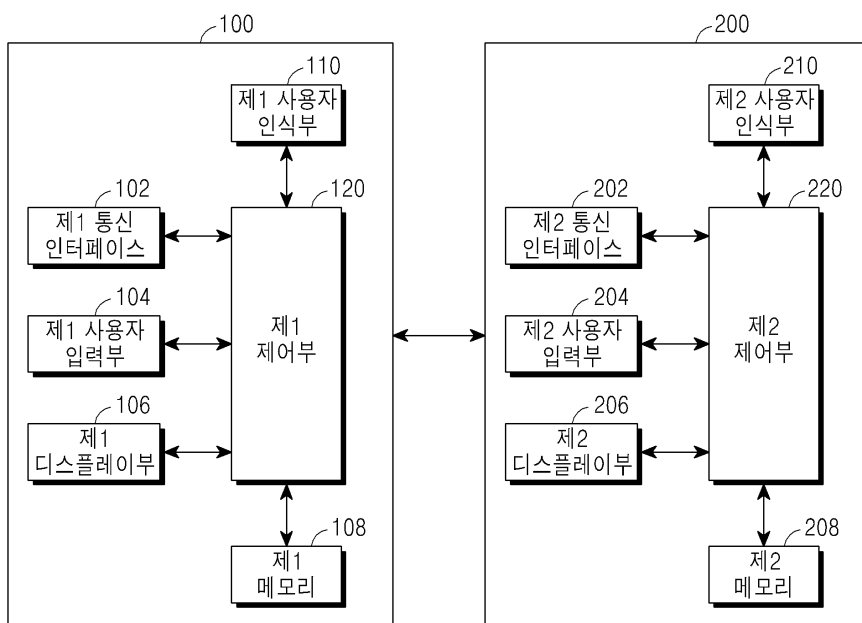 100
110
제1 사용자
인식부
102
제1 통신
인터페이스
120
제1
제어부
104
제1 사용자
입력부
106
제1
디스플레이부
108
제1
메모리
200
210
제2 사용자
인식부
202
제2 통신
인터페이스
220
제2
제어부
204
제2 사용자
입력부
206
제2
디스플레이부
208
제2
메모리